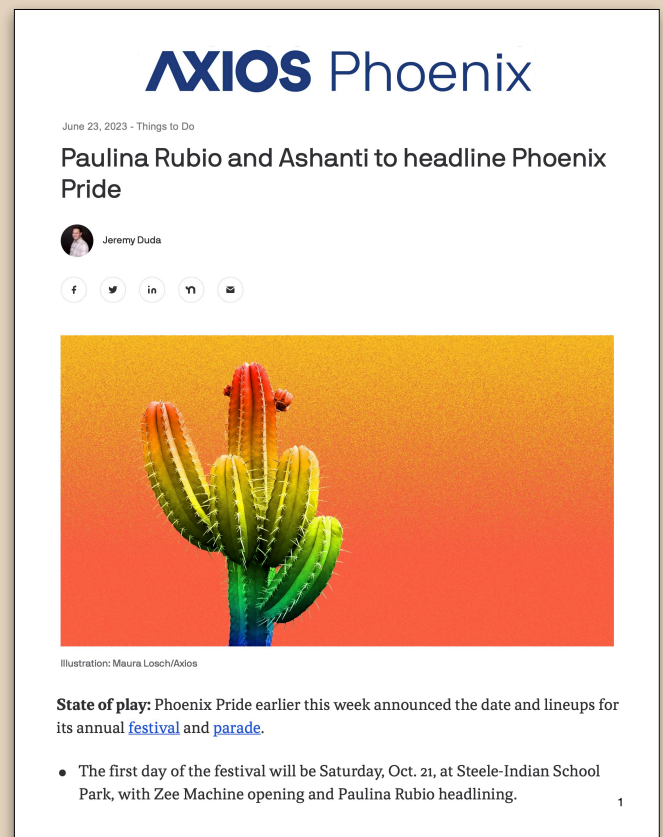 AXIOS Phoenix
June 23, 2023 - Things to Do
Paulina Rubio and Ashanti to headline Phoenix
Pride
Jeremy Duda
Illustration: Maura Losch/Axios
State of play: Phoenix Pride earlier this week announced the date and lineups for
its annual festival and parade.
• The first day of the festival will be Saturday, Oct. 21, at Steele-Indian School
Park, with Zee Machine opening and Paulina Rubio headlining.
1